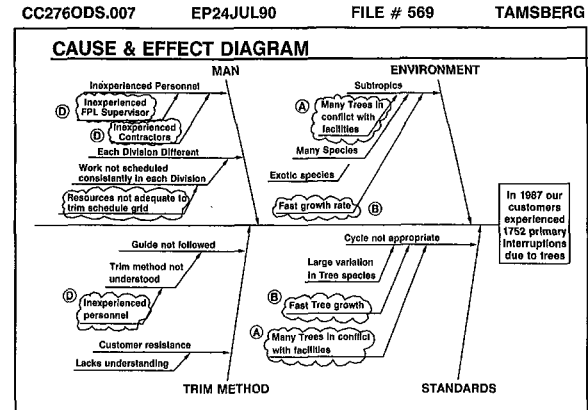 CC276ODS.007 EP24JUL90 FILE # 569 TAMSBERG
CAUSE & EFFECT DIAGRAM
MAN
ENVIRONMENT
Inexperienced Personnel
D
Inexperienced
FPL Supervisor
D
Inexperienced
Contractors
Each Division Different
Work not scheduled
consistently in each Division
Resources not adequate to
trim schedule grid
Subtropics
A
Many Trees in
conflict with
facilities
Many Species
Exotic species
Fast growth rate
B
In 1987 our
customers
experienced
1752 primary
interruptions
due to trees
Guide not followed
Trim method not
understood
D
Inexperienced
personnel
Customer resistance
Lacks understanding
TRIM METHOD
Cycle not appropriate
Large variation
in Tree species
B
Fast Tree growth
A
Many Trees in conflict
with facilities
STANDARDS